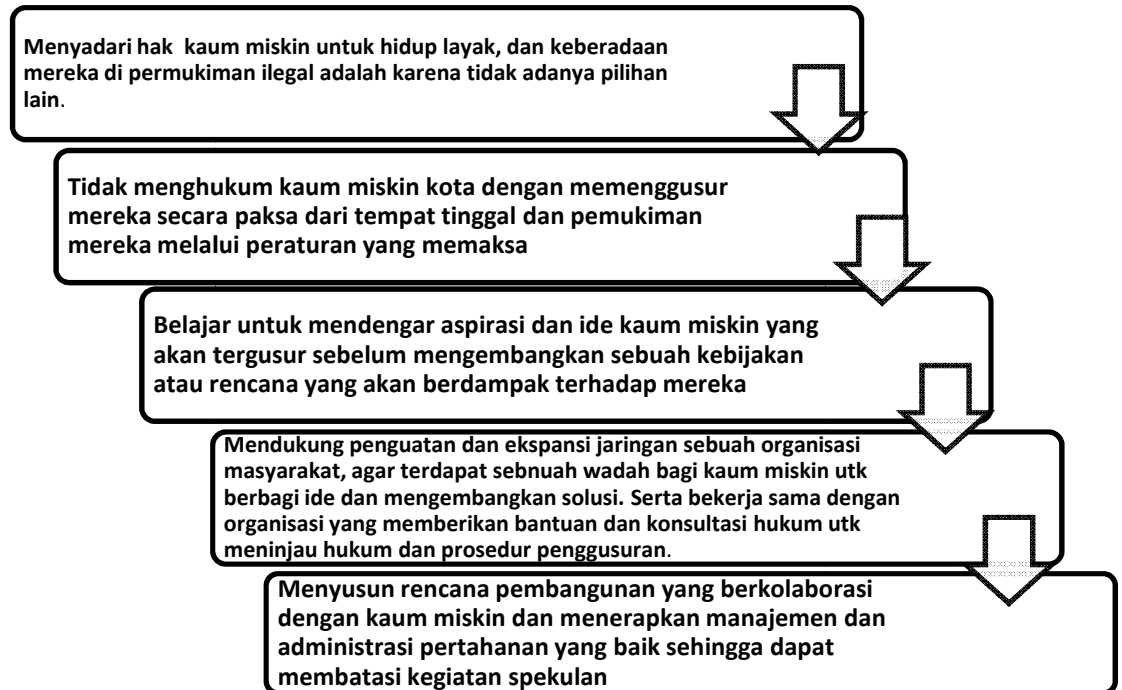 Menyadari hak kaum miskin untuk hidup layak, dan keberadaan
mereka di permukiman ilegal adalah karena tidak adanya pilihan
lain.
Tidak menghukum kaum miskin kota dengan memenggusur
mereka secara paksa dari tempat tinggal dan pemukiman
mereka melalui peraturan yang memaksa
Belajar untuk mendengar aspirasi dan ide kaum miskin yang
akan tergusur sebelum mengembangkan sebuah kebijakan
atau rencana yang akan berdampak terhadap mereka
Mendukung penguatan dan ekspansi jaringan sebuah organisasi
masyarakat, agar terdapat sebnuah wadah bagi kaum miskin utk
berbagi ide dan mengembangkan solusi. Serta bekerja sama dengan
organisasi yang memberikan bantuan dan konsultasi hukum utk
meninjau hukum dan prosedur penggusuran.
Menyusun rencana pembangunan yang berkolaborasi
dengan kaum miskin dan menerapkan manajemen dan
administrasi pertahanan yang baik sehingga dapat
membatasi kegiatan spekulan